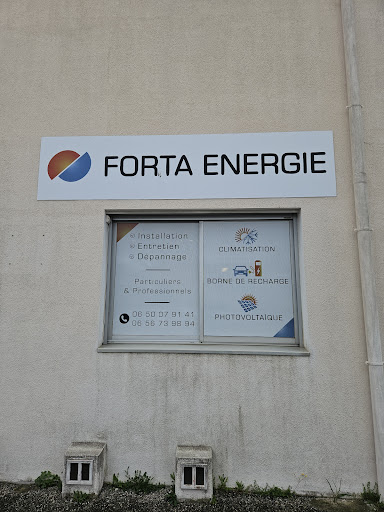 FORTA ENERGIE
Installation
Entretien
Dépannage
Particuliers
& Professionnels
06 50 07 91 41
05 56 73 98 94
CLIMATISATION
BORNE DE RECHARGE
PHOTOVOLTAÏQUE